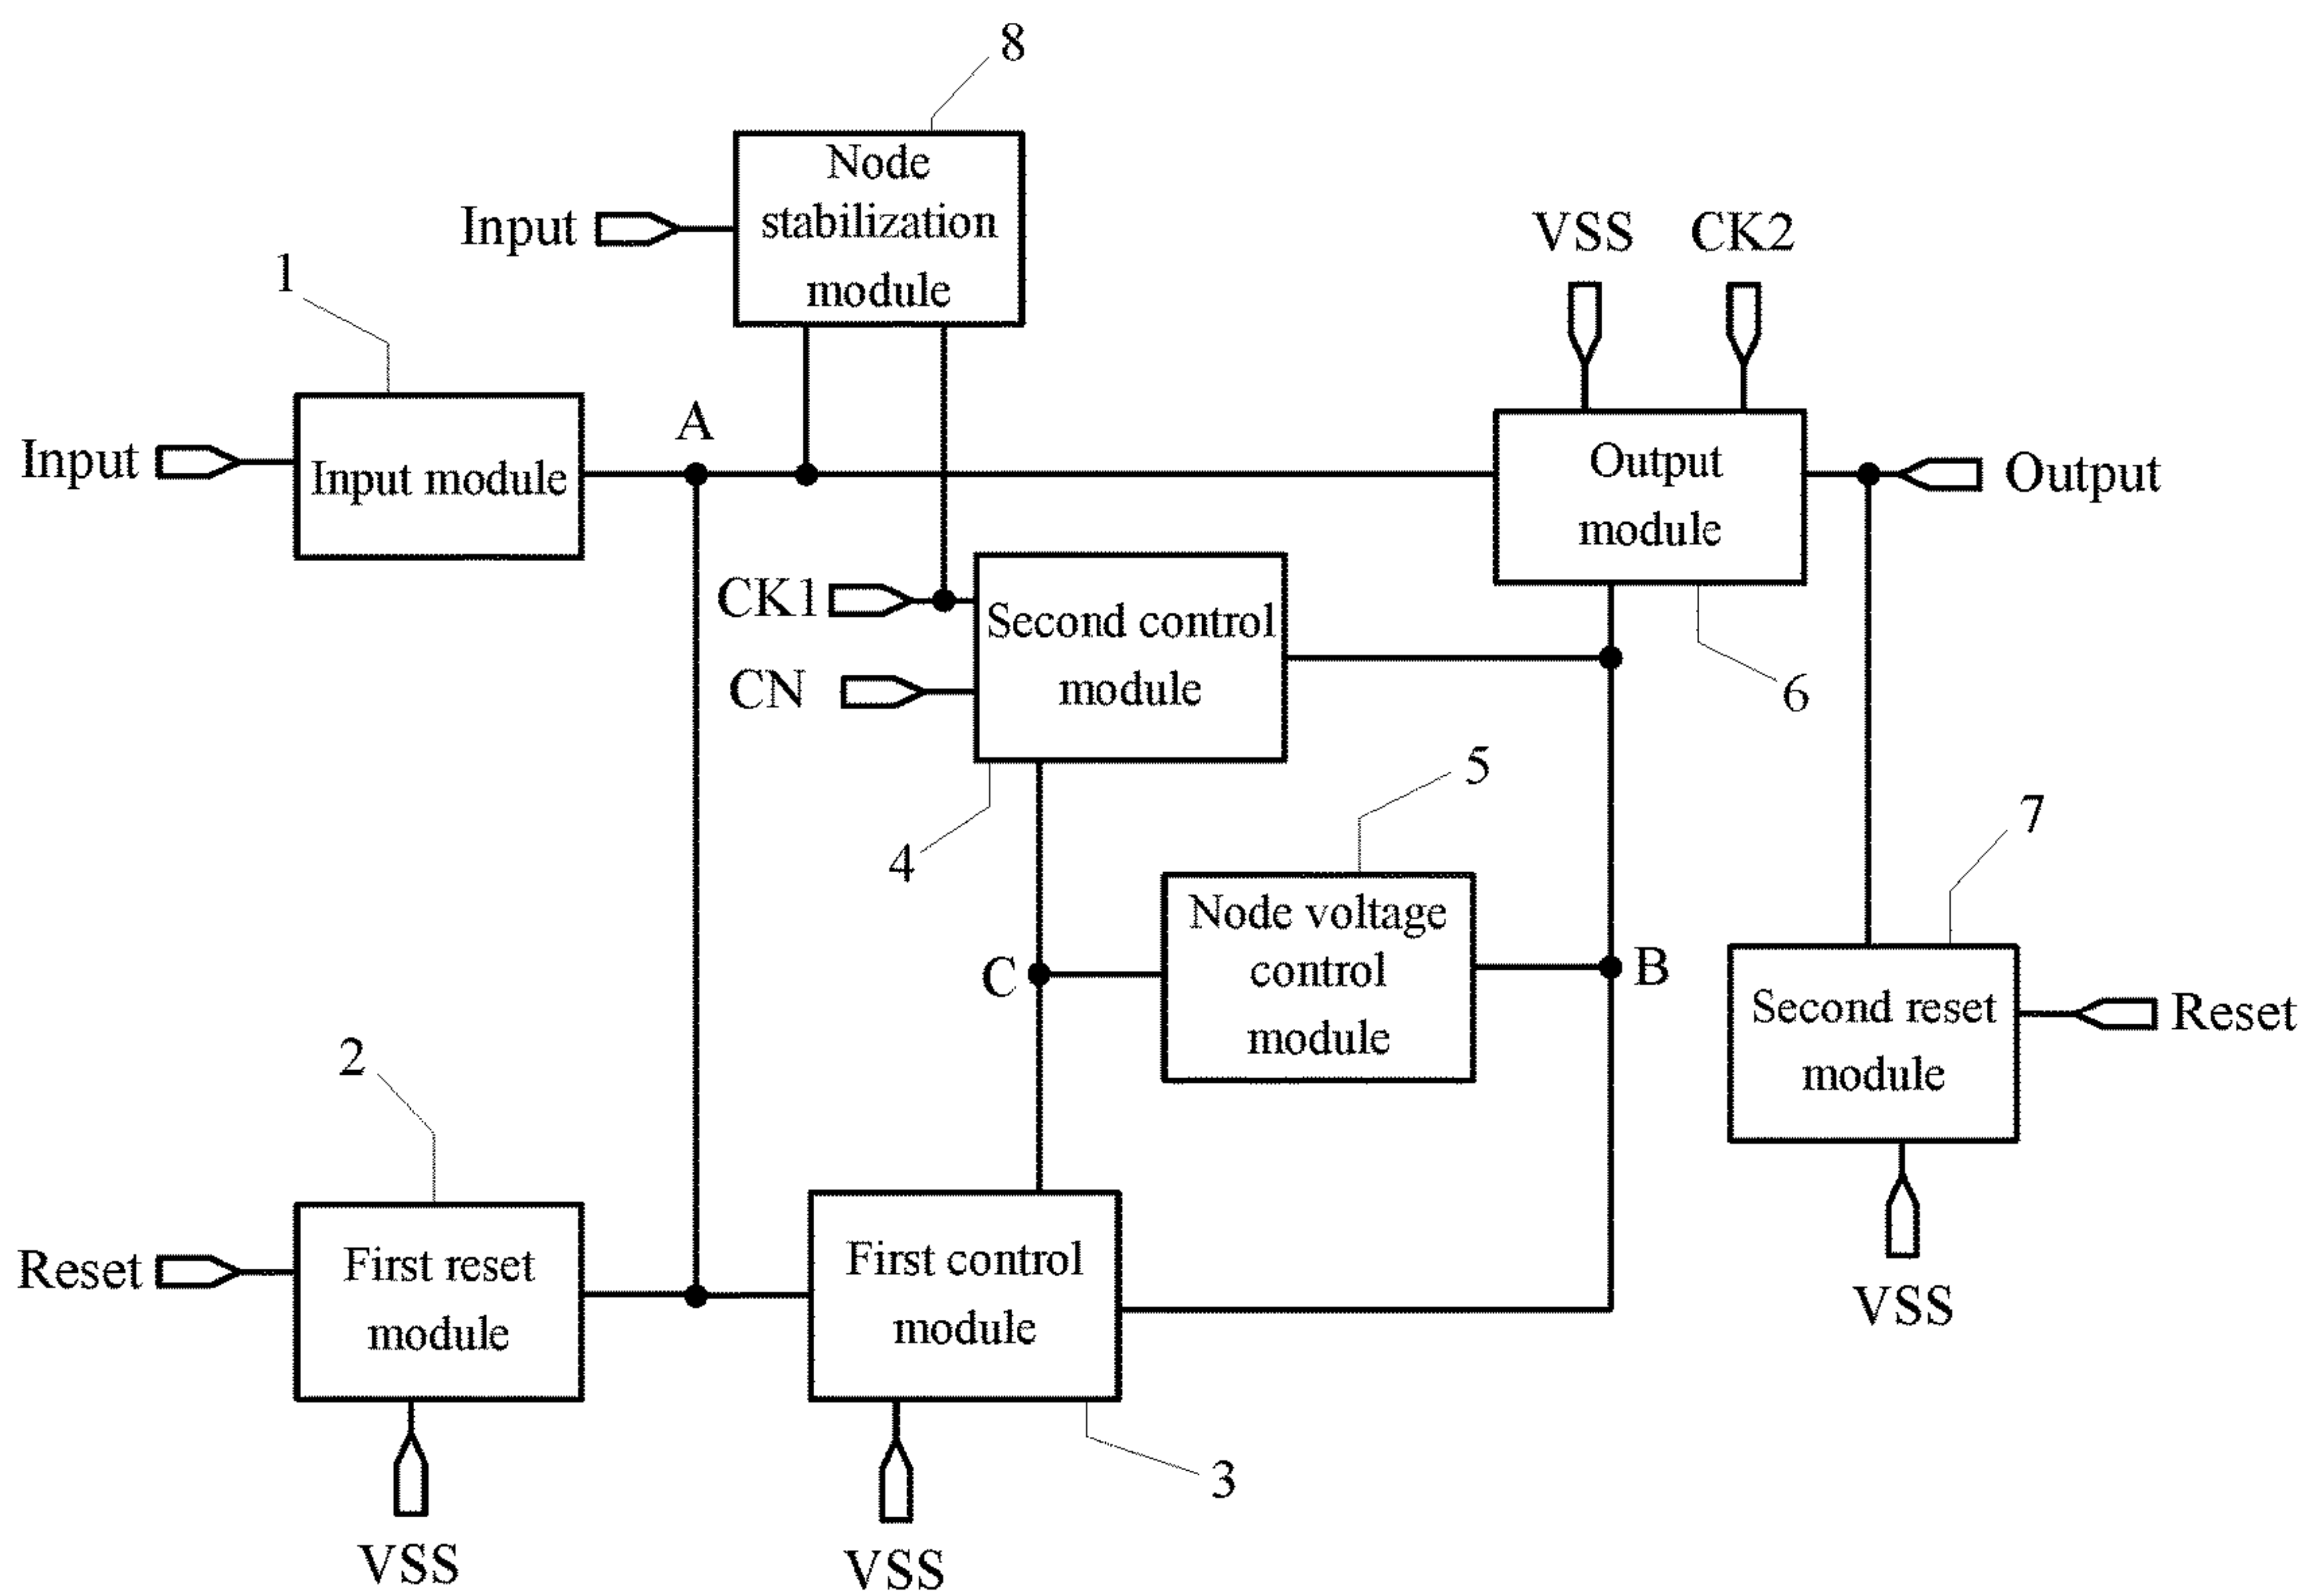 8
Node
stabilization
module
Input
VSS
CK2
1
A
Input
Input module
Output
module
Output
CK1
Second control
module
CN
6
5
4
7
Node voltage
control
module
C
B
Second reset
module
Reset
2
First reset
module
Reset
First control
module
VSS
3
VSS
VSS